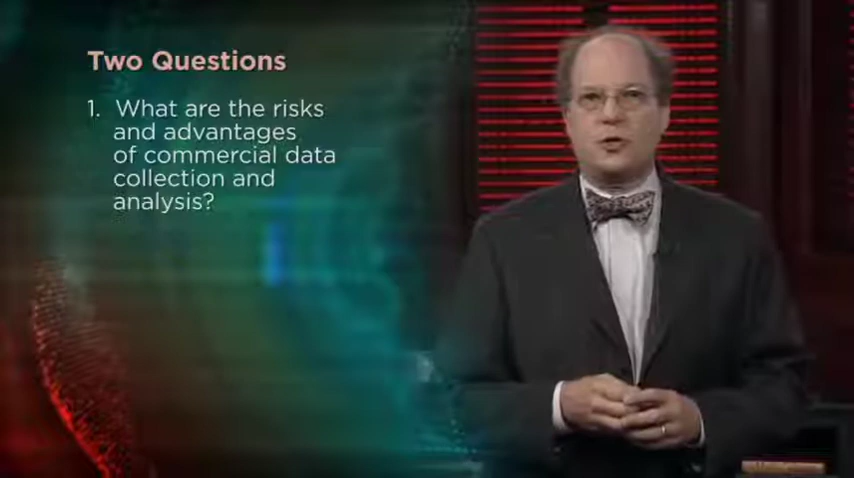 Two Questions
1. What are the risks
and advantages
of commercial data
collection and
analysis?